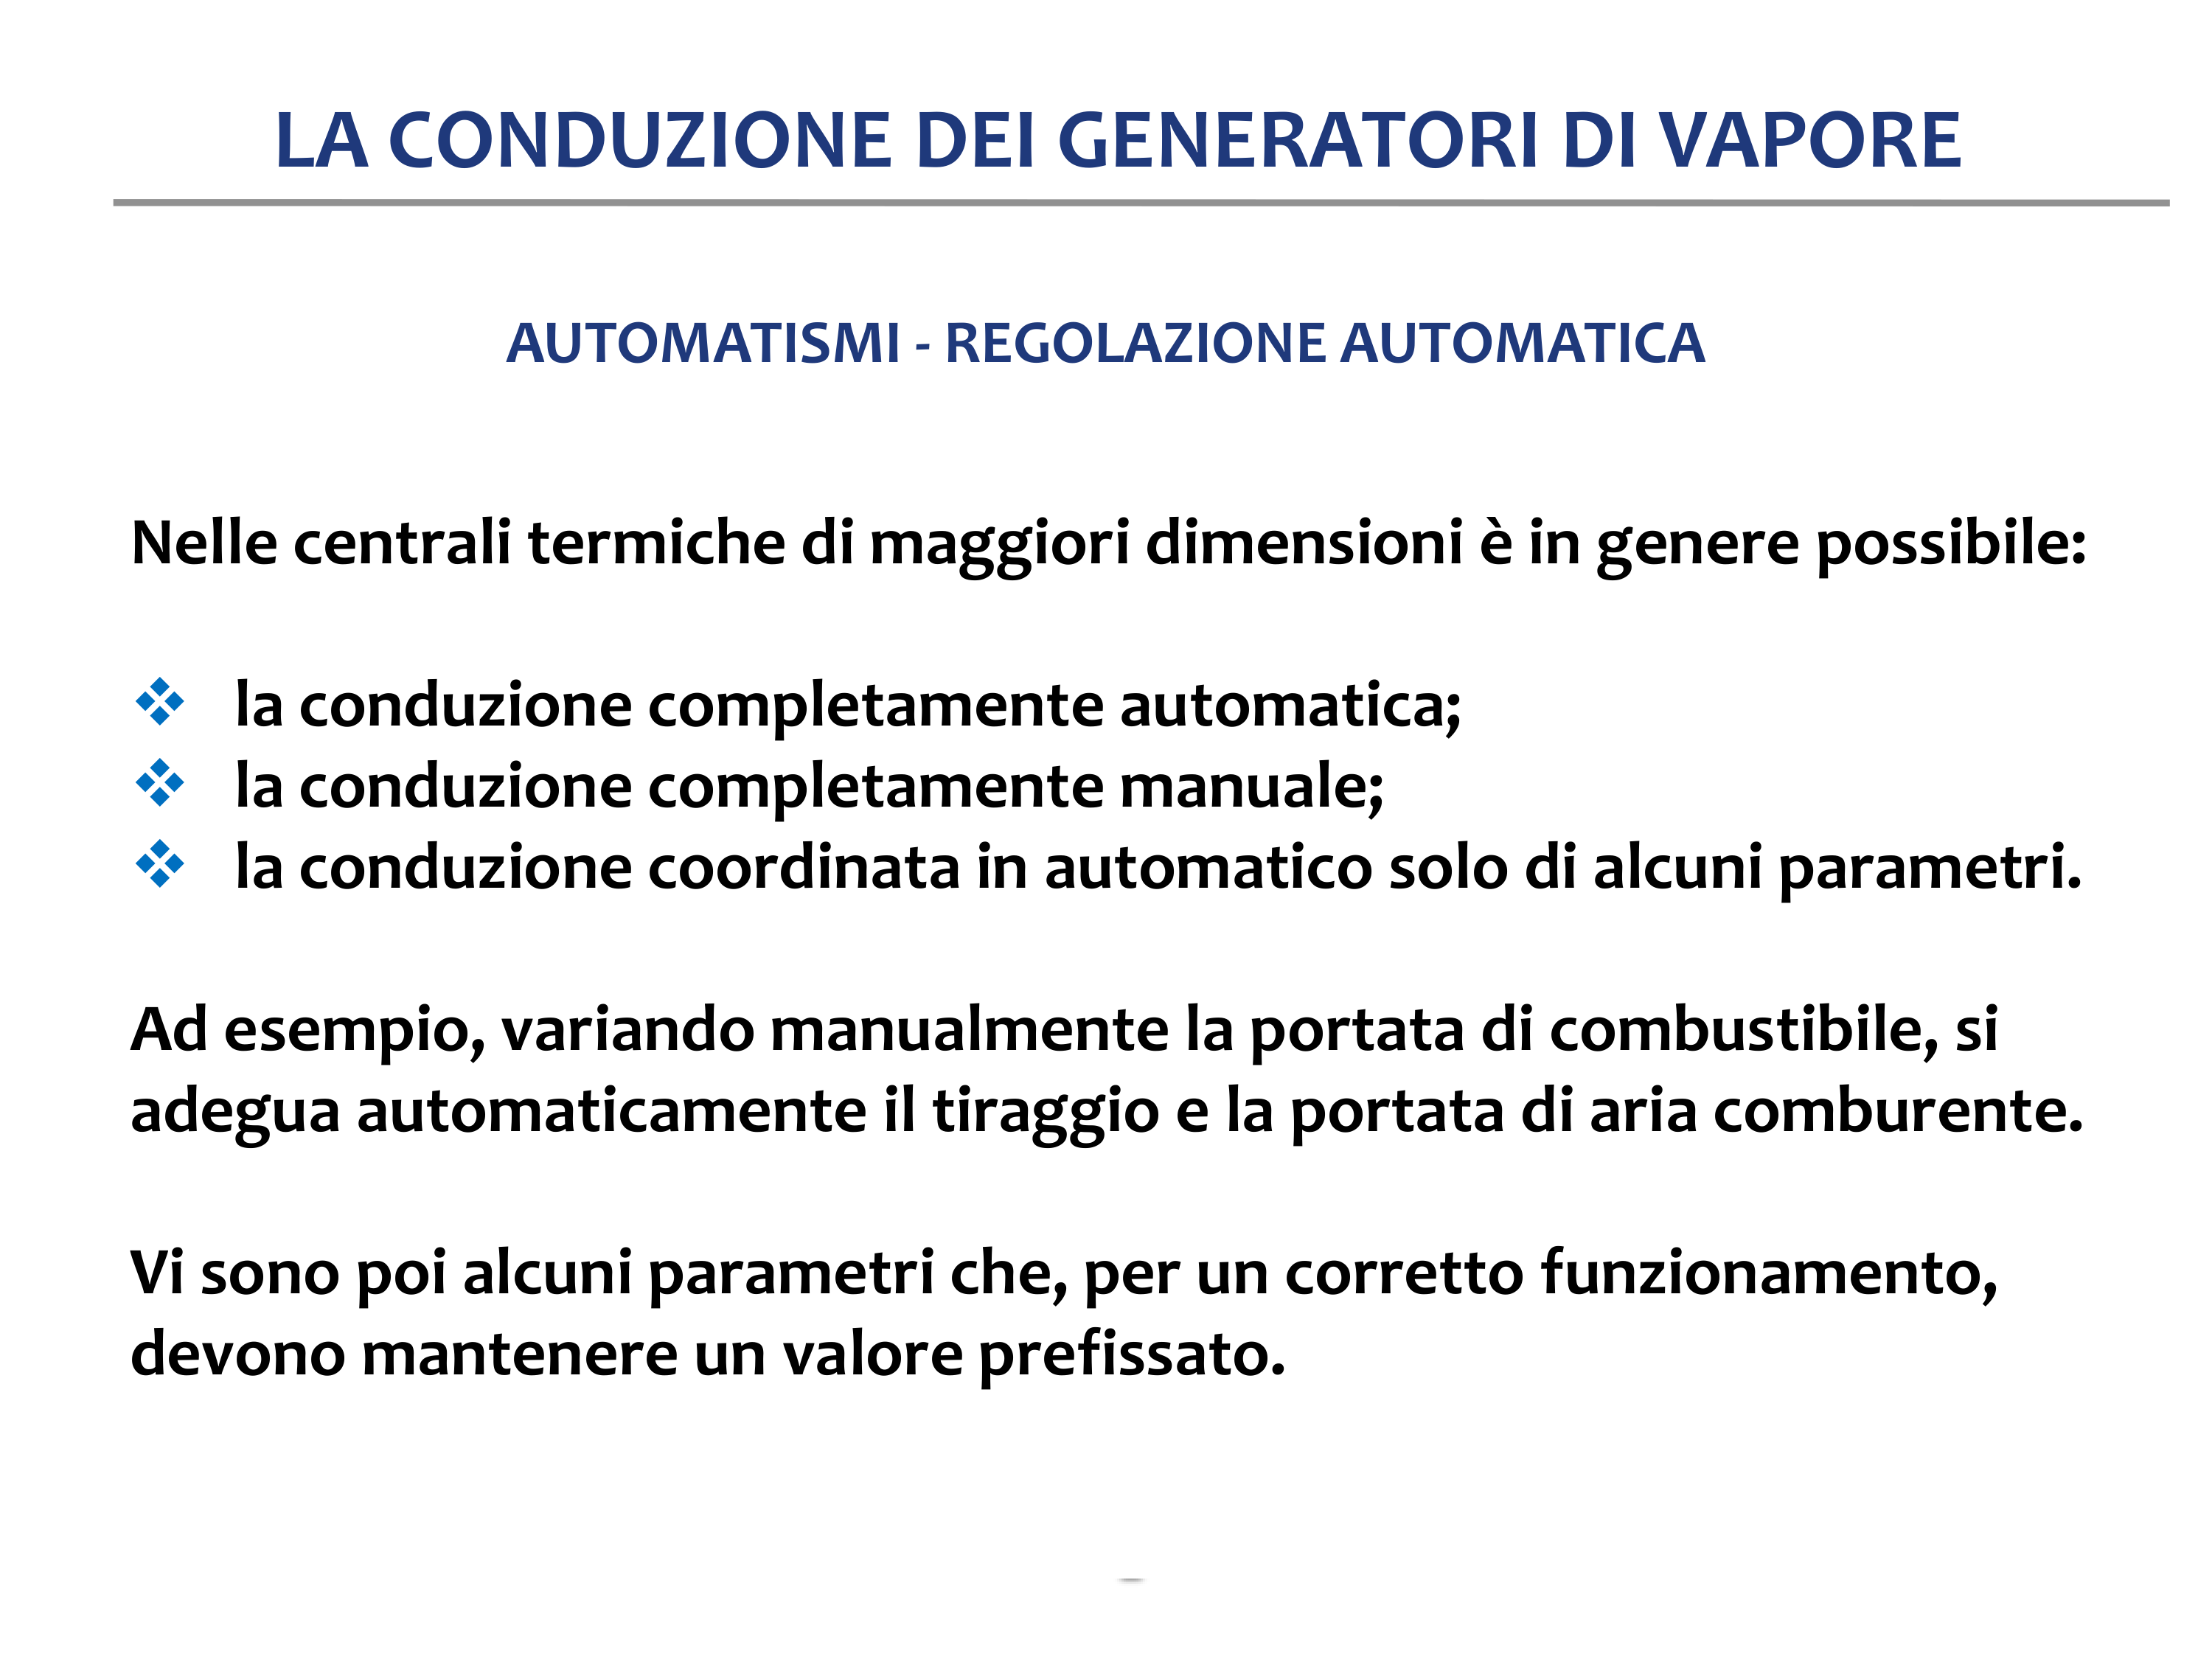 LA CONDUZIONE DEI GENERATORI DI VAPORE
AUTOMATISMI - REGOLAZIONE AUTOMATICA
Nelle centrali termiche di maggiori dimensioni è in genere possibile:
❖ la conduzione completamente automatica;
❖ la conduzione completamente manuale;
❖ la conduzione coordinata in automatico solo di alcuni parametri.
Ad esempio, variando manualmente la portata di combustibile, si
adegua automaticamente il tiraggio e la portata di aria comburente.
Vi sono poi alcuni parametri che, per un corretto funzionamento,
devono mantenere un valore prefissato.